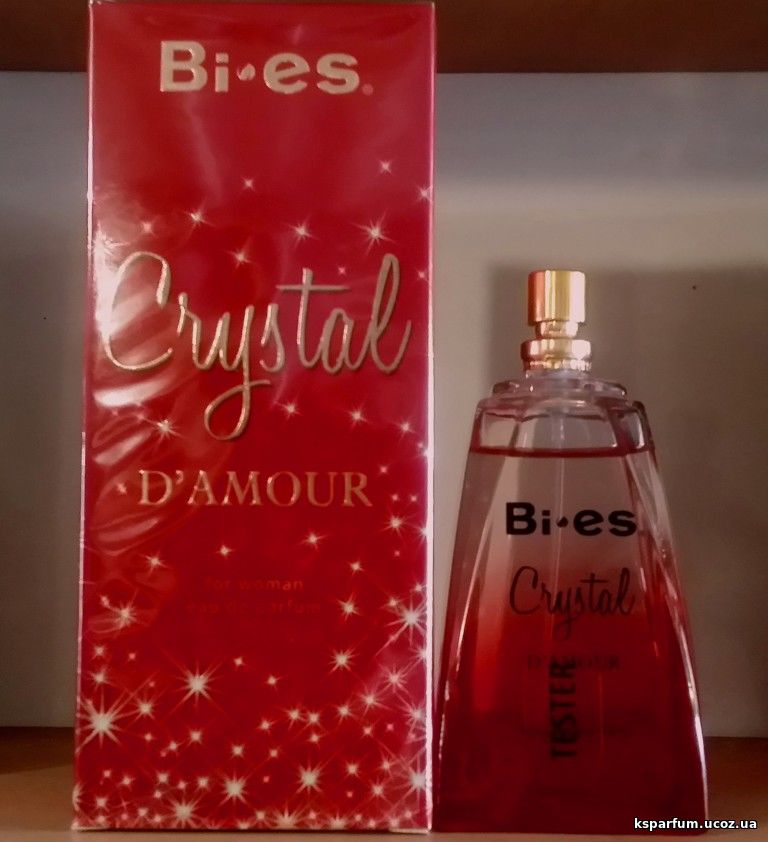 Bi•es®
Crystal
D'AMOUR
for woman
eau de parfum
Bi•es
Crystal
D'AMOUR
TESTER
ksparfum.ucoz.ua